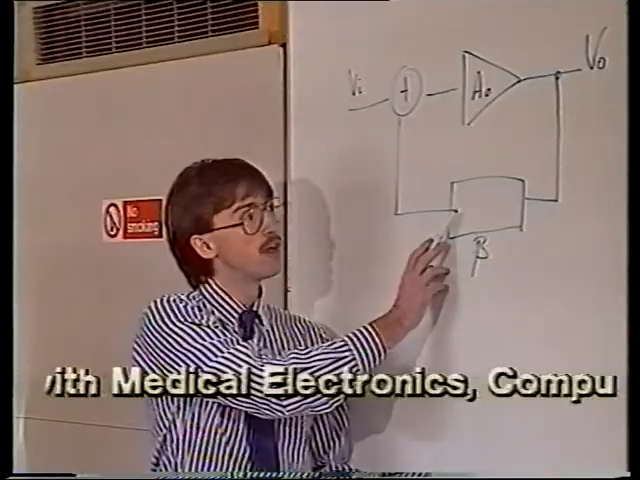 Vi
+
Ao
Vo
β
No
smoking
with Medical Electronics, Compu